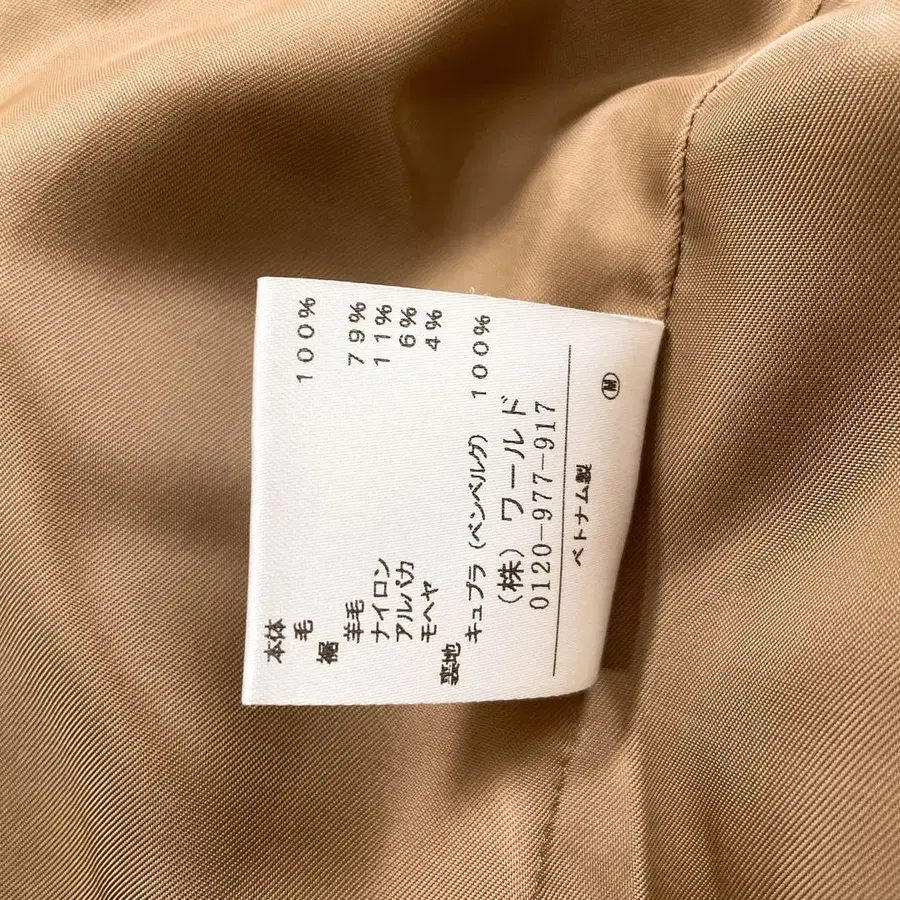 本体
毛 100%
裾
羊毛 79%
ナイロン 11%
アルパカ 6%
モヘヤ 4%
裏地
キュプラ(ベンベルグ) 100%
(株)ワールド
0120-977-917
ベトナム製 Ⓜ